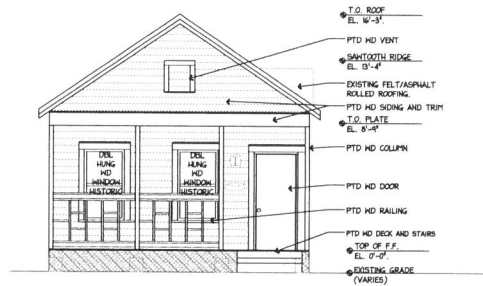 T.O. ROOF
EL. 16'-3".
PTD WD VENT
SAWTOOTH RIDGE
EL. 13'-4"
EXISTING FELT/ASPHALT
ROLLED ROOFING.
PTD WD SIDING AND TRIM
T.O. PLATE
EL. 8'-9"
PTD WD COLUMN
DBL
HUNG
WD
WINDOW
HISTORIC
DBL
HUNG
WD
WINDOW
HISTORIC
PTD WD DOOR
PTD WD RAILING
PTD WD DECK AND STAIRS
TOP OF F.F.
EL. 0'-0".
EXISTING GRADE
(VARIES)